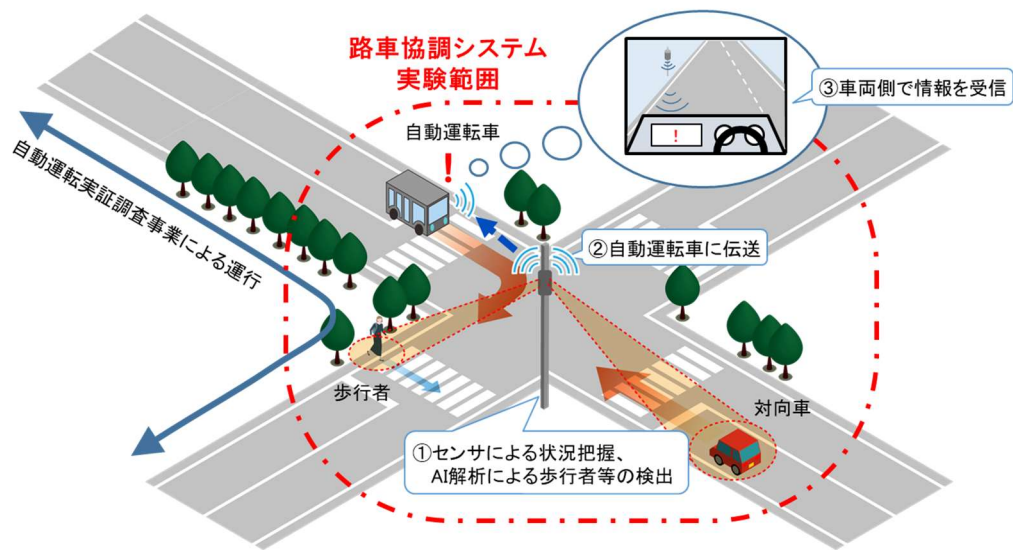 路車協調システム
実験範囲
自動運転車
!
!
③車両側で情報を受信
自動運転実証調査事業による運行
②自動運転車に伝送
歩行者
対向車
①センサによる状況把握、
AI解析による歩行者等の検出